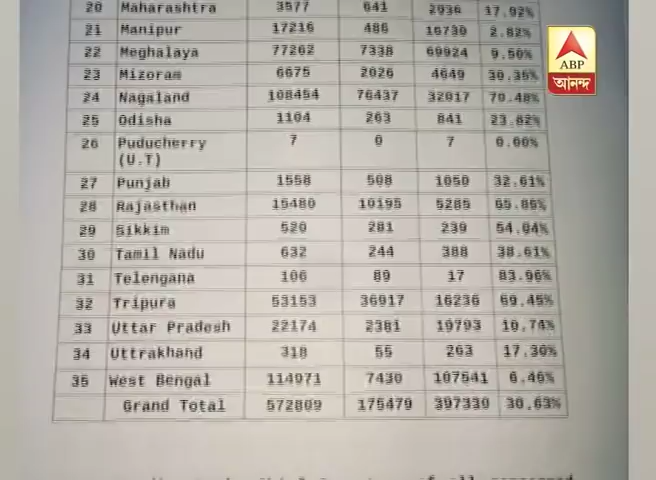 20 Maharashtra 3577 641 2936 17.92%
21 Manipur 17216 486 16730 2.82%
22 Meghalaya 77262 7338 69924 9.50%
23 Mizoram 6675 2026 4649 30.35%
24 Nagaland 108454 76437 32017 70.48%
25 Odisha 1104 263 841 23.82%
26 Puducherry 7 0 7 0.00%
(U.T)
27 Punjab 1558 508 1050 32.61%
28 Rajasthan 15480 10195 5285 65.86%
29 Sikkim 520 281 239 54.04%
30 Tamil Nadu 632 244 388 38.61%
31 Telengana 106 89 17 83.96%
32 Tripura 53153 36917 16236 69.45%
33 Uttar Pradesh 22174 2381 19793 10.74%
34 Uttrakhand 318 55 263 17.30%
35 West Bengal 114971 7430 107541 6.46%
Grand Total 572809 175479 397330 30.63%
ABP
আনন্দ